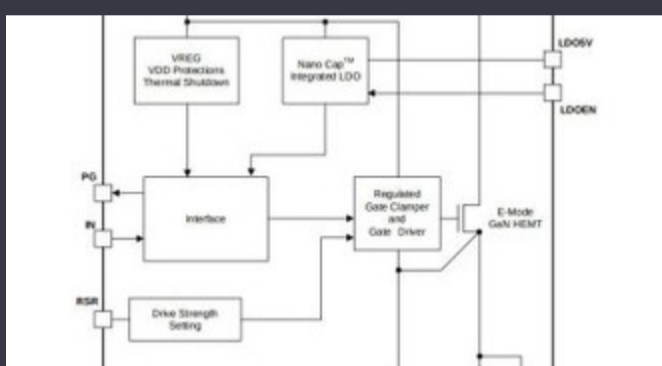 VREG
VDD Protections
Thermal Shutdown
Nano Cap™
Integrated LDO
LDO5V
LDOEN
PG
Interface
Regulated
Gate Clamper
and
Gate Driver
E-Mode
GaN HEMT
IN
RSR
Drive Strength
Setting